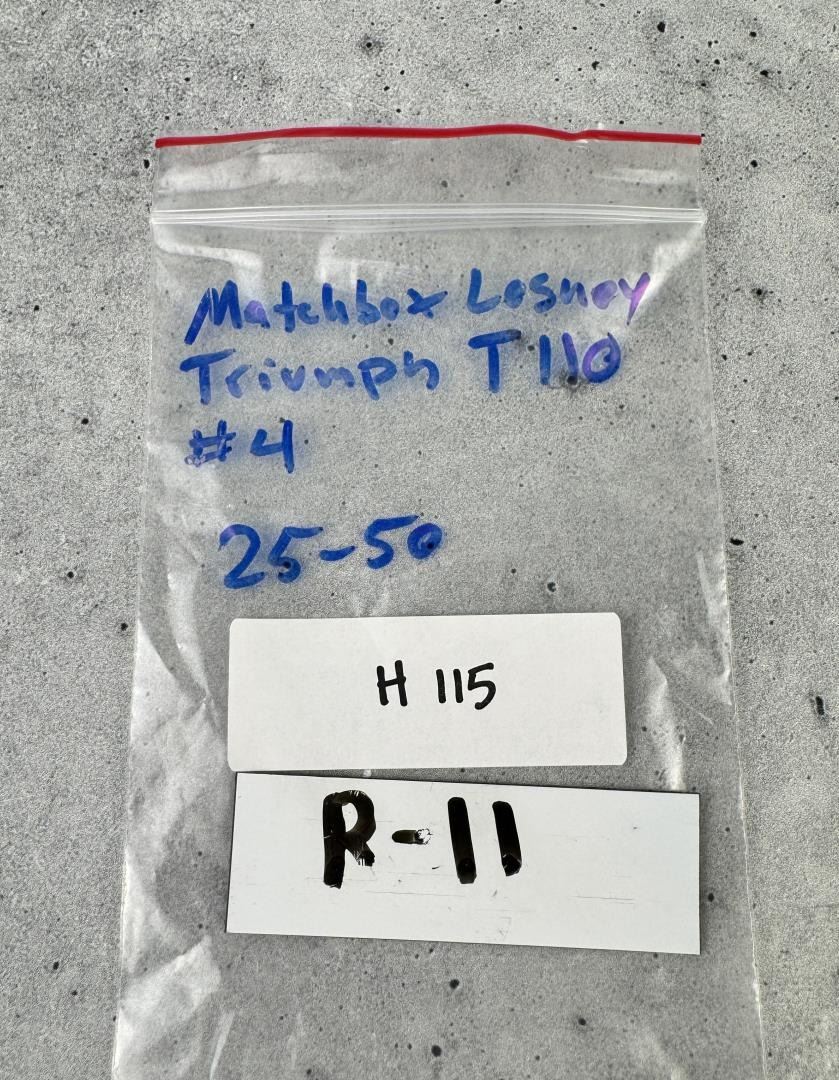 Matchbox Lesney
Triumph T110
#4
25-50
H 115
R-11